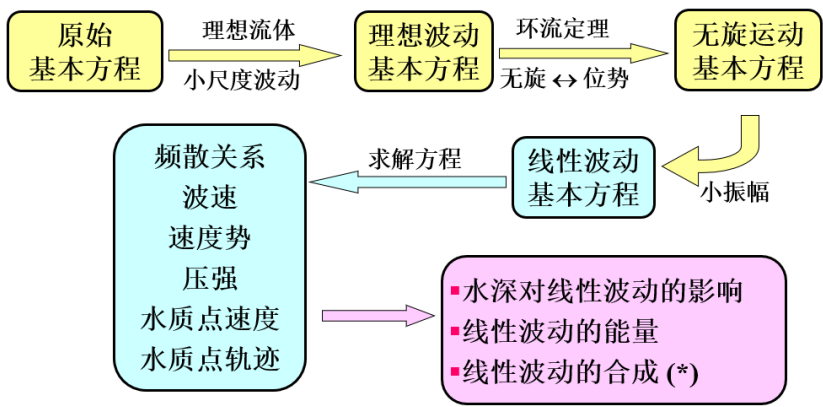 原始
基本方程
理想流体
小尺度波动
理想波动
基本方程
环流定理
无旋↔位势
无旋运动
基本方程
小振幅
线性波动
基本方程
求解方程
频散关系
波速
速度势
压强
水质点速度
水质点轨迹
▪水深对线性波动的影响
▪线性波动的能量
▪线性波动的合成(*)